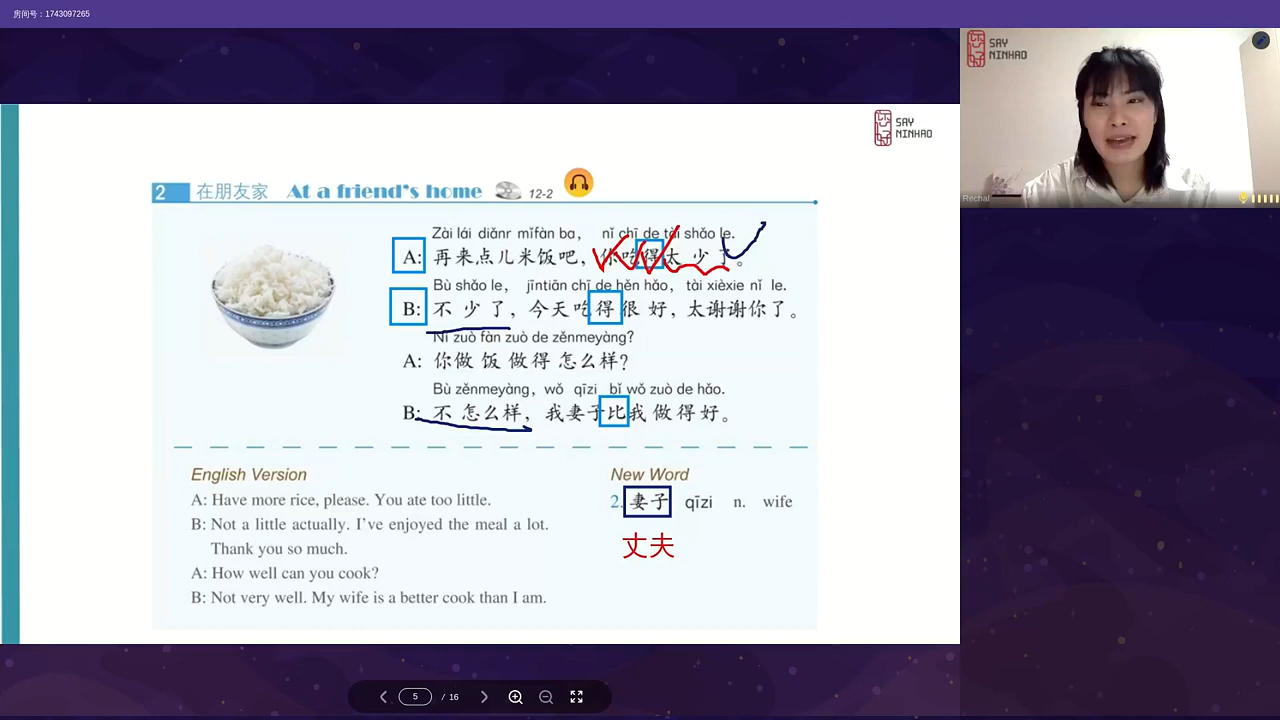 房间号：1743097265
SAY
NINHAO
SAY
NINHAO
Rechal
2 在朋友家 At a friend's home 12-2
Zài lái diǎnr mǐfàn ba, nǐ chī de tài shǎo le.
A: 再来点儿米饭吧，你吃得太少了。
Bù shǎo le, jīntiān chī de hěn hǎo, tài xièxie nǐ le.
B: 不少了，今天吃得很好，太谢谢你了。
Nǐ zuò fàn zuò de zěnmeyàng?
A: 你做饭做得怎么样？
Bù zěnmeyàng, wǒ qīzi bǐ wǒ zuò de hǎo.
B: 不怎么样，我妻子比我做得好。
English Version
A: Have more rice, please. You ate too little.
B: Not a little actually. I've enjoyed the meal a lot.
Thank you so much.
A: How well can you cook?
B: Not very well. My wife is a better cook than I am.
New Word
2. 妻子 qīzi n. wife
丈夫
5 / 16